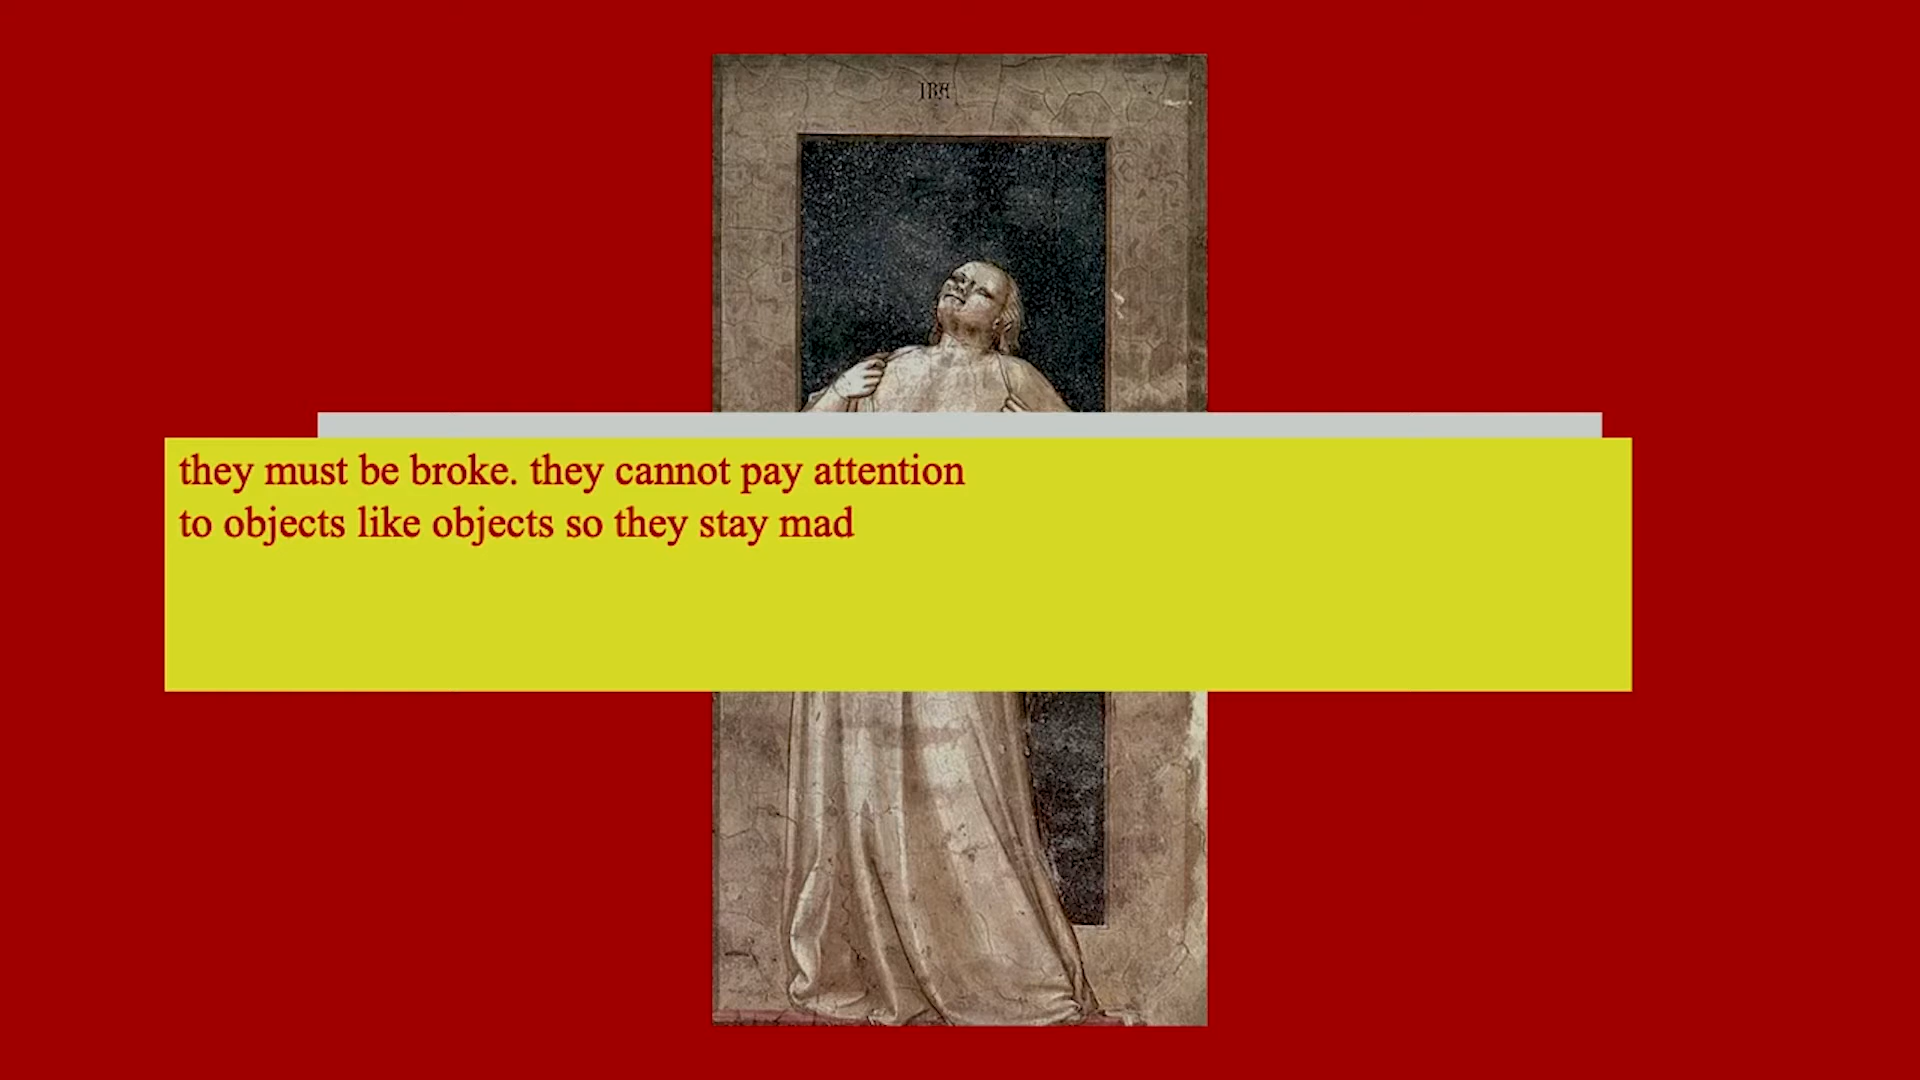 IRA
they must be broke. they cannot pay attention
to objects like objects so they stay mad